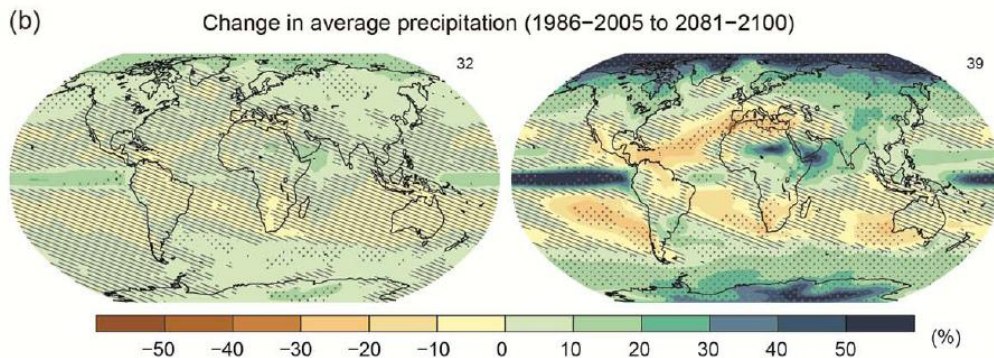 (b) Change in average precipitation (1986−2005 to 2081−2100)
32 39
−50 −40 −30 −20 −10 0 10 20 30 40 50 (%)